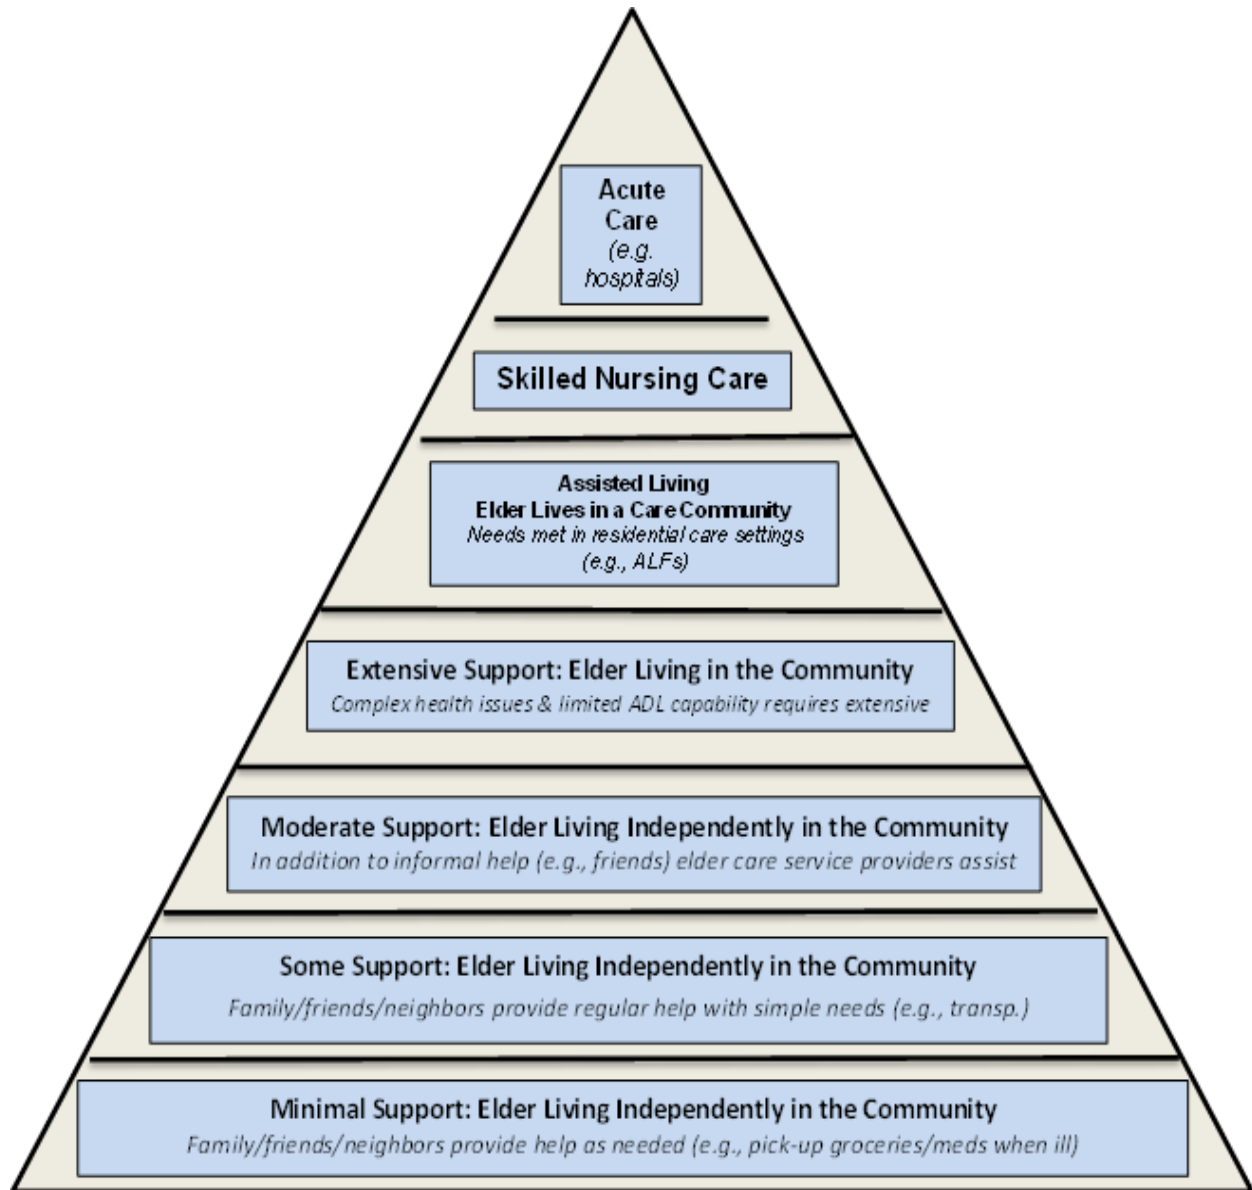 Acute
Care
(e.g.
hospitals)
Skilled Nursing Care
Assisted Living
Elder Lives in a Care Community
Needs met in residential care settings
(e.g., ALFs)
Extensive Support: Elder Living in the Community
Complex health issues & limited ADL capability requires extensive
Moderate Support: Elder Living Independently in the Community
In addition to informal help (e.g., friends) elder care service providers assist
Some Support: Elder Living Independently in the Community
Family/friends/neighbors provide regular help with simple needs (e.g., transp.)
Minimal Support: Elder Living Independently in the Community
Family/friends/neighbors provide help as needed (e.g., pick-up groceries/meds when ill)